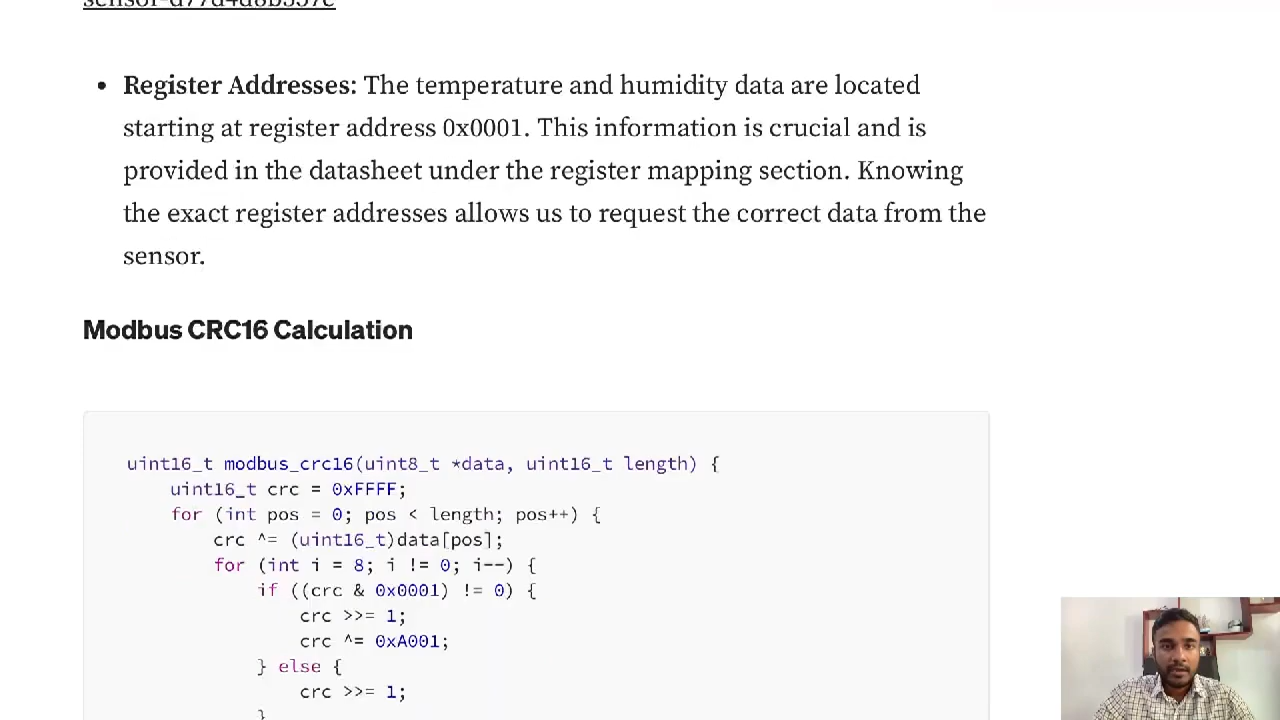 • Register Addresses: The temperature and humidity data are located
starting at register address 0x0001. This information is crucial and is
provided in the datasheet under the register mapping section. Knowing
the exact register addresses allows us to request the correct data from the
sensor.
Modbus CRC16 Calculation
uint16_t modbus_crc16(uint8_t *data, uint16_t length) {
    uint16_t crc = 0xFFFF;
    for (int pos = 0; pos < length; pos++) {
        crc ^= (uint16_t)data[pos];
        for (int i = 8; i != 0; i--) {
            if ((crc & 0x0001) != 0) {
                crc >>= 1;
                crc ^= 0xA001;
            } else {
                crc >>= 1;
            }